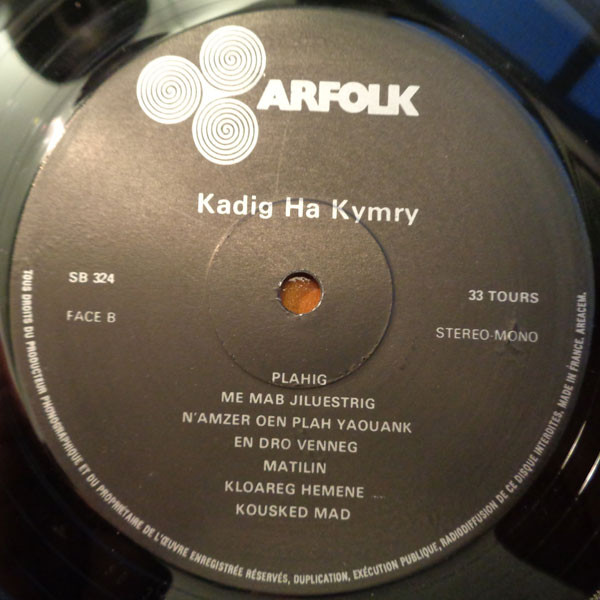 ARFOLK
Kadig Ha Kymry
SB 324
33 TOURS
FACE B
STEREO-MONO
PLAHIG
ME MAB JILUESTRIG
N'AMZER OEN PLAH YAOUANK
EN DRO VENNEG
MATILIN
KLOAREG HEMENE
KOUSKED MAD
TOUS DROITS DU PRODUCTEUR PHONOGRAPHIQUE ET DU PROPRIETAIRE DE L'ŒUVRE ENREGISTRÉE RÉSERVÉS, DUPLICATION, EXÉCUTION PUBLIQUE, RADIODIFFUSION DE CE DISQUE INTERDITES. MADE IN FRANCE. AREACEM.